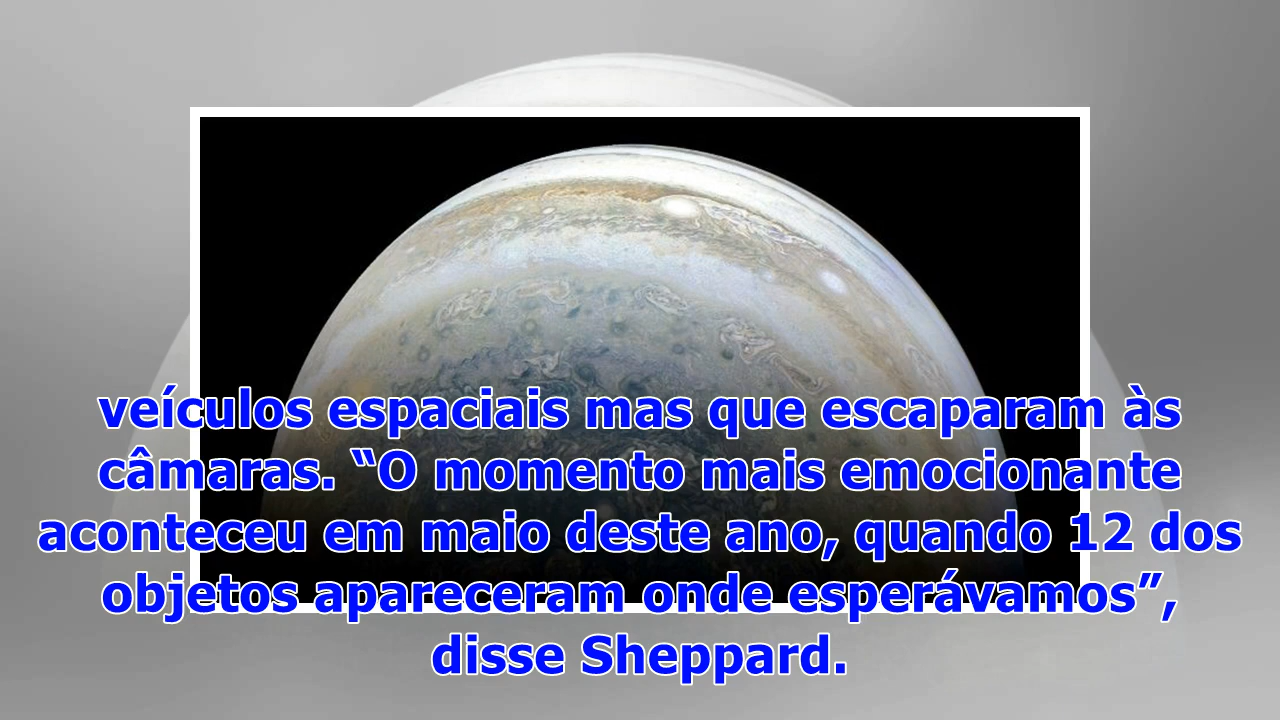 veículos espaciais mas que escaparam às
câmaras. “O momento mais emocionante
aconteceu em maio deste ano, quando 12 dos
objetos apareceram onde esperávamos”,
disse Sheppard.